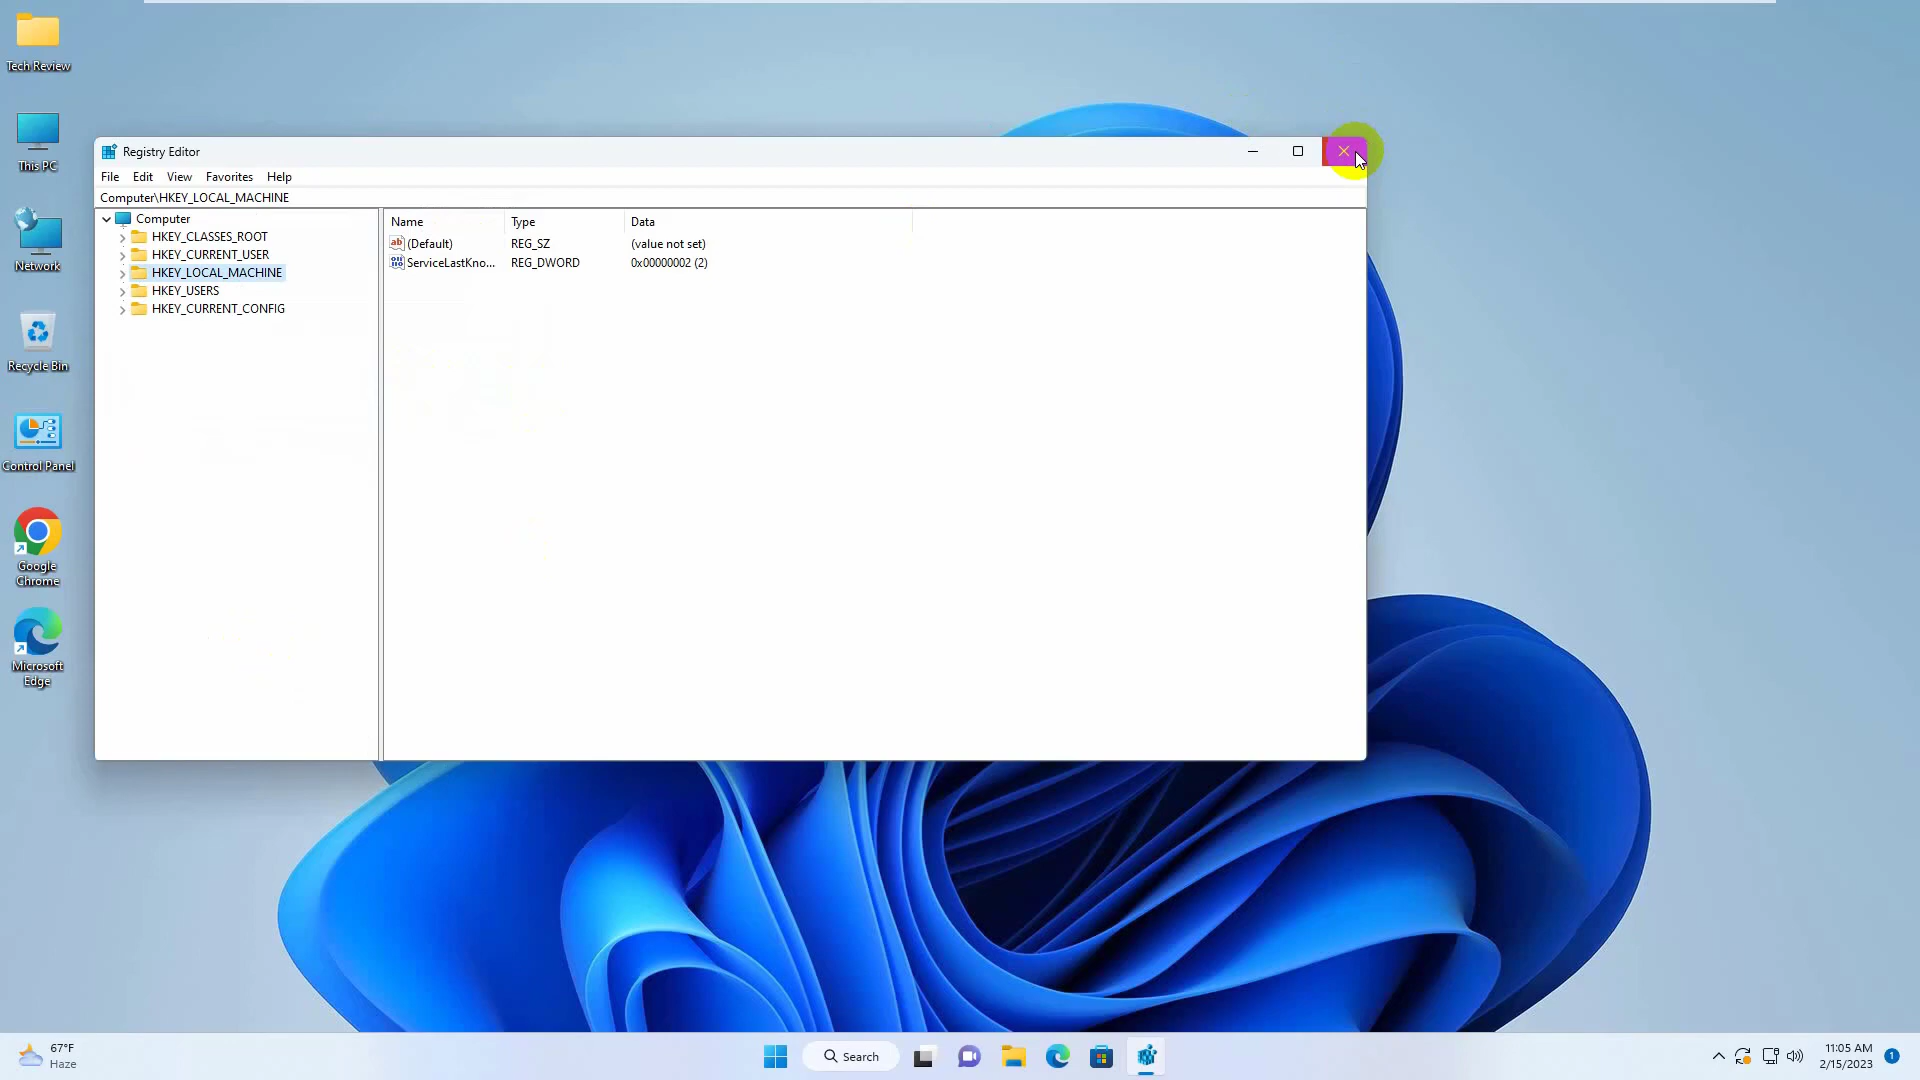 Tech Review
This PC
Network
Recycle Bin
Control Panel
Google
Chrome
Microsoft
Edge
Registry Editor
File Edit View Favorites Help
Computer\HKEY_LOCAL_MACHINE
Computer
HKEY_CLASSES_ROOT
HKEY_CURRENT_USER
HKEY_LOCAL_MACHINE
HKEY_USERS
HKEY_CURRENT_CONFIG
Name Type Data
(Default) REG_SZ (value not set)
ServiceLastKno... REG_DWORD 0x00000002 (2)
67°F
Haze
Search
11:05 AM
2/15/2023
1